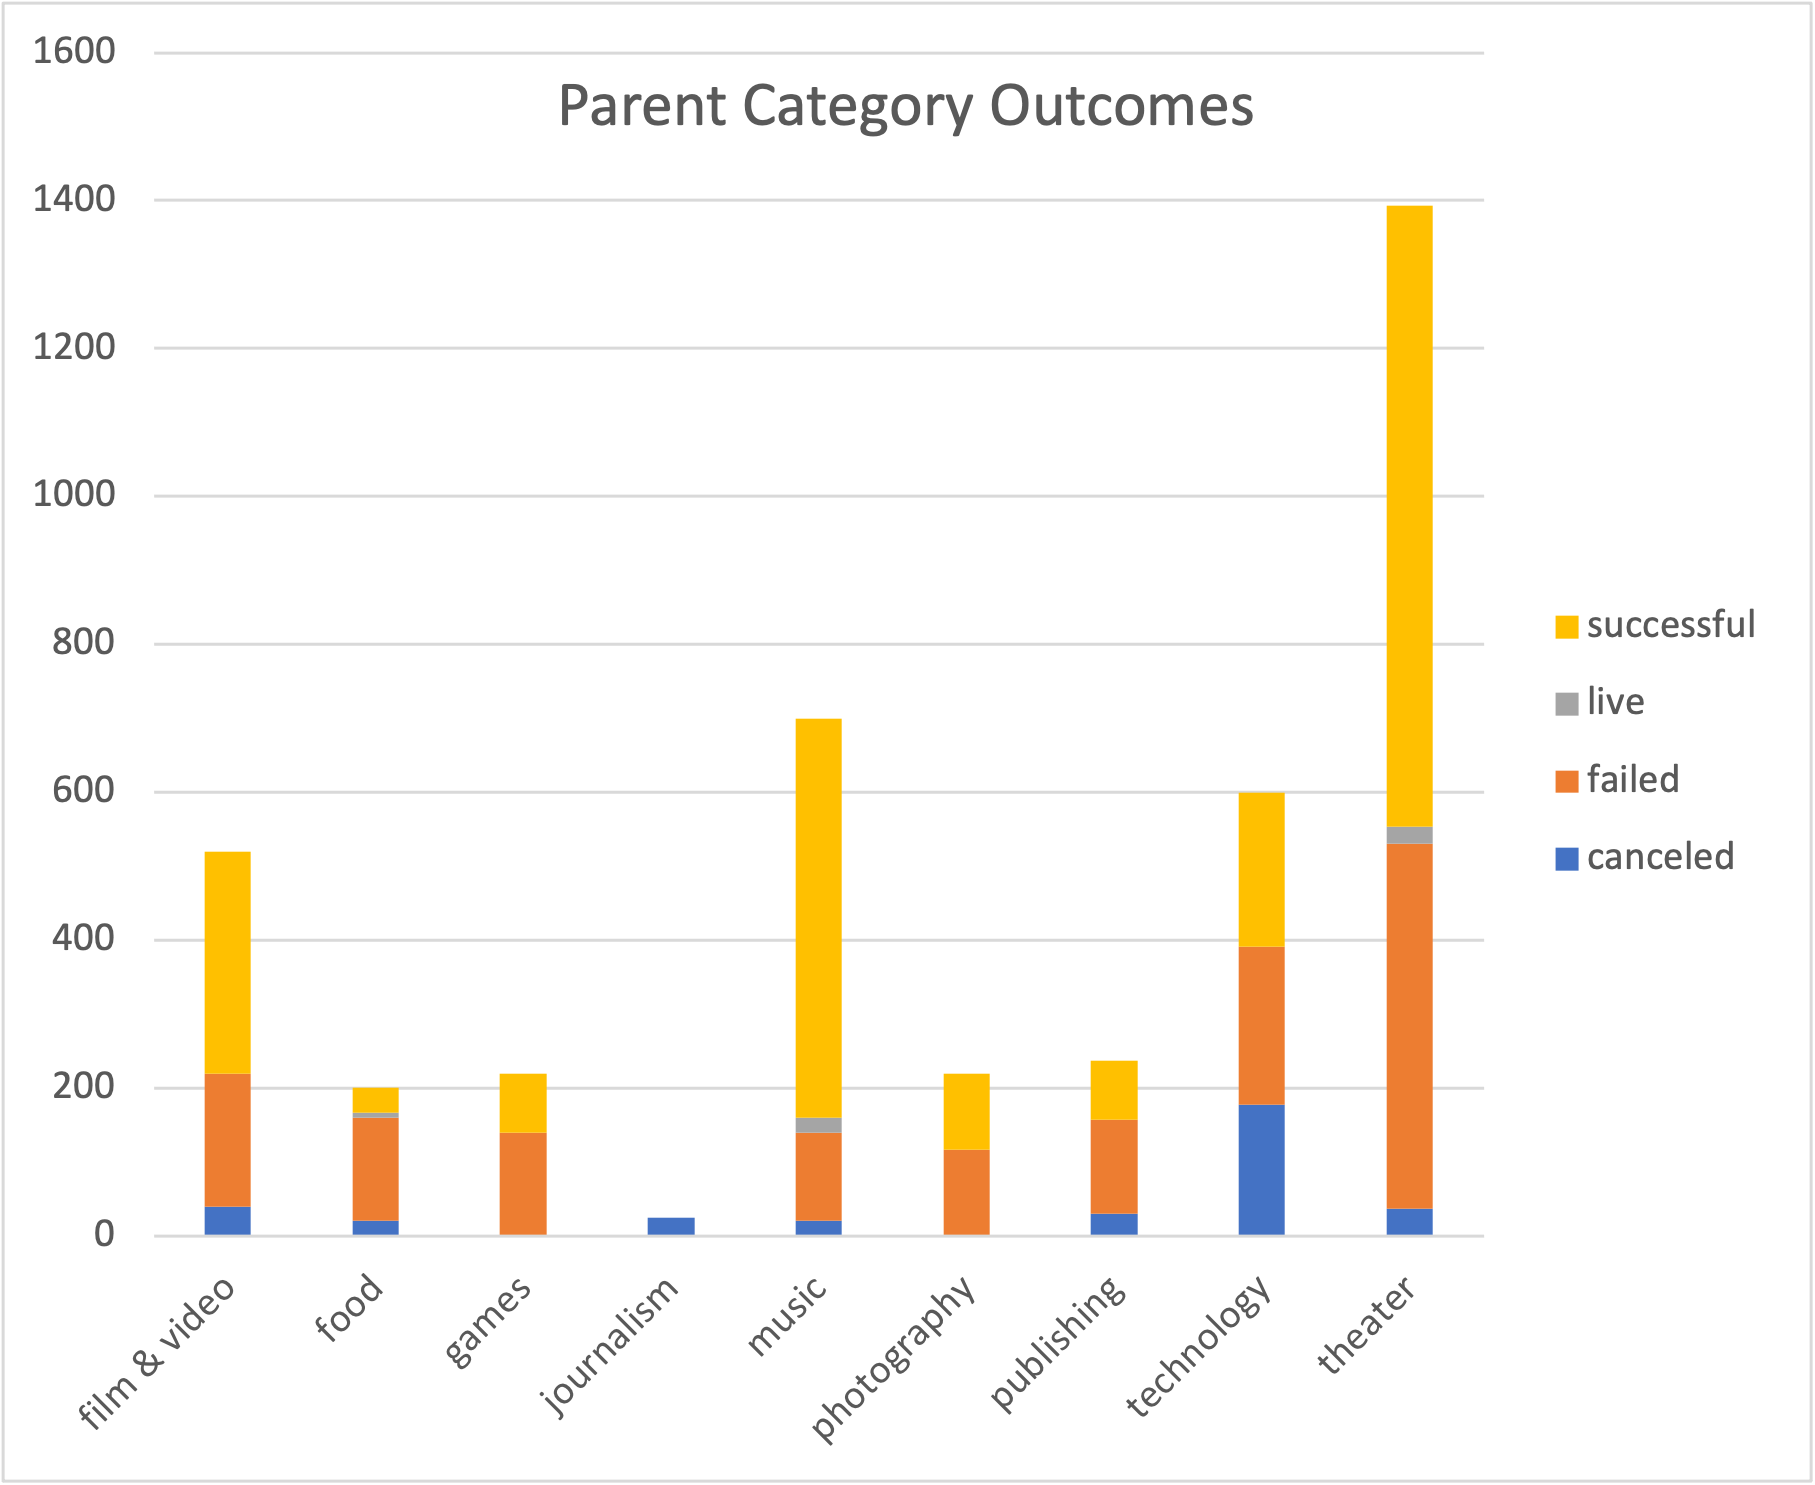 Parent Category Outcomes
1600
1400
1200
1000
800
600
400
200
0
film & video
food
games
journalism
music
photography
publishing
technology
theater
successful
live
failed
canceled